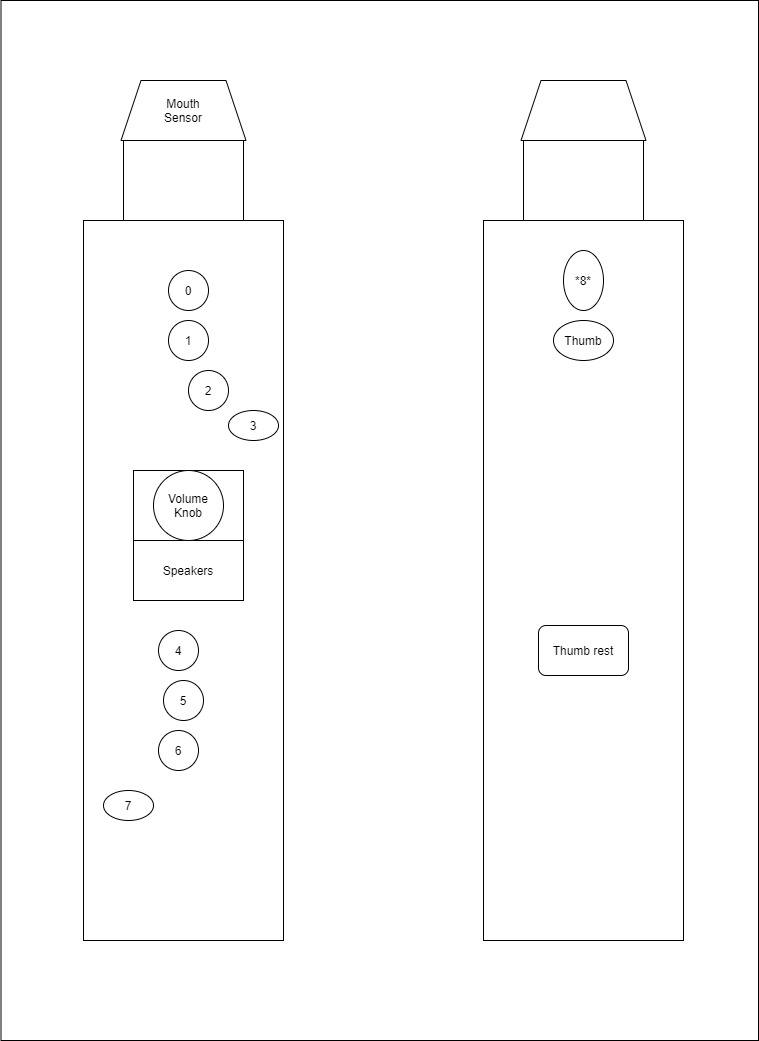 Mouth
Sensor
0
1
2
3
Volume
Knob
Speakers
4
5
6
7
*8*
Thumb
Thumb rest